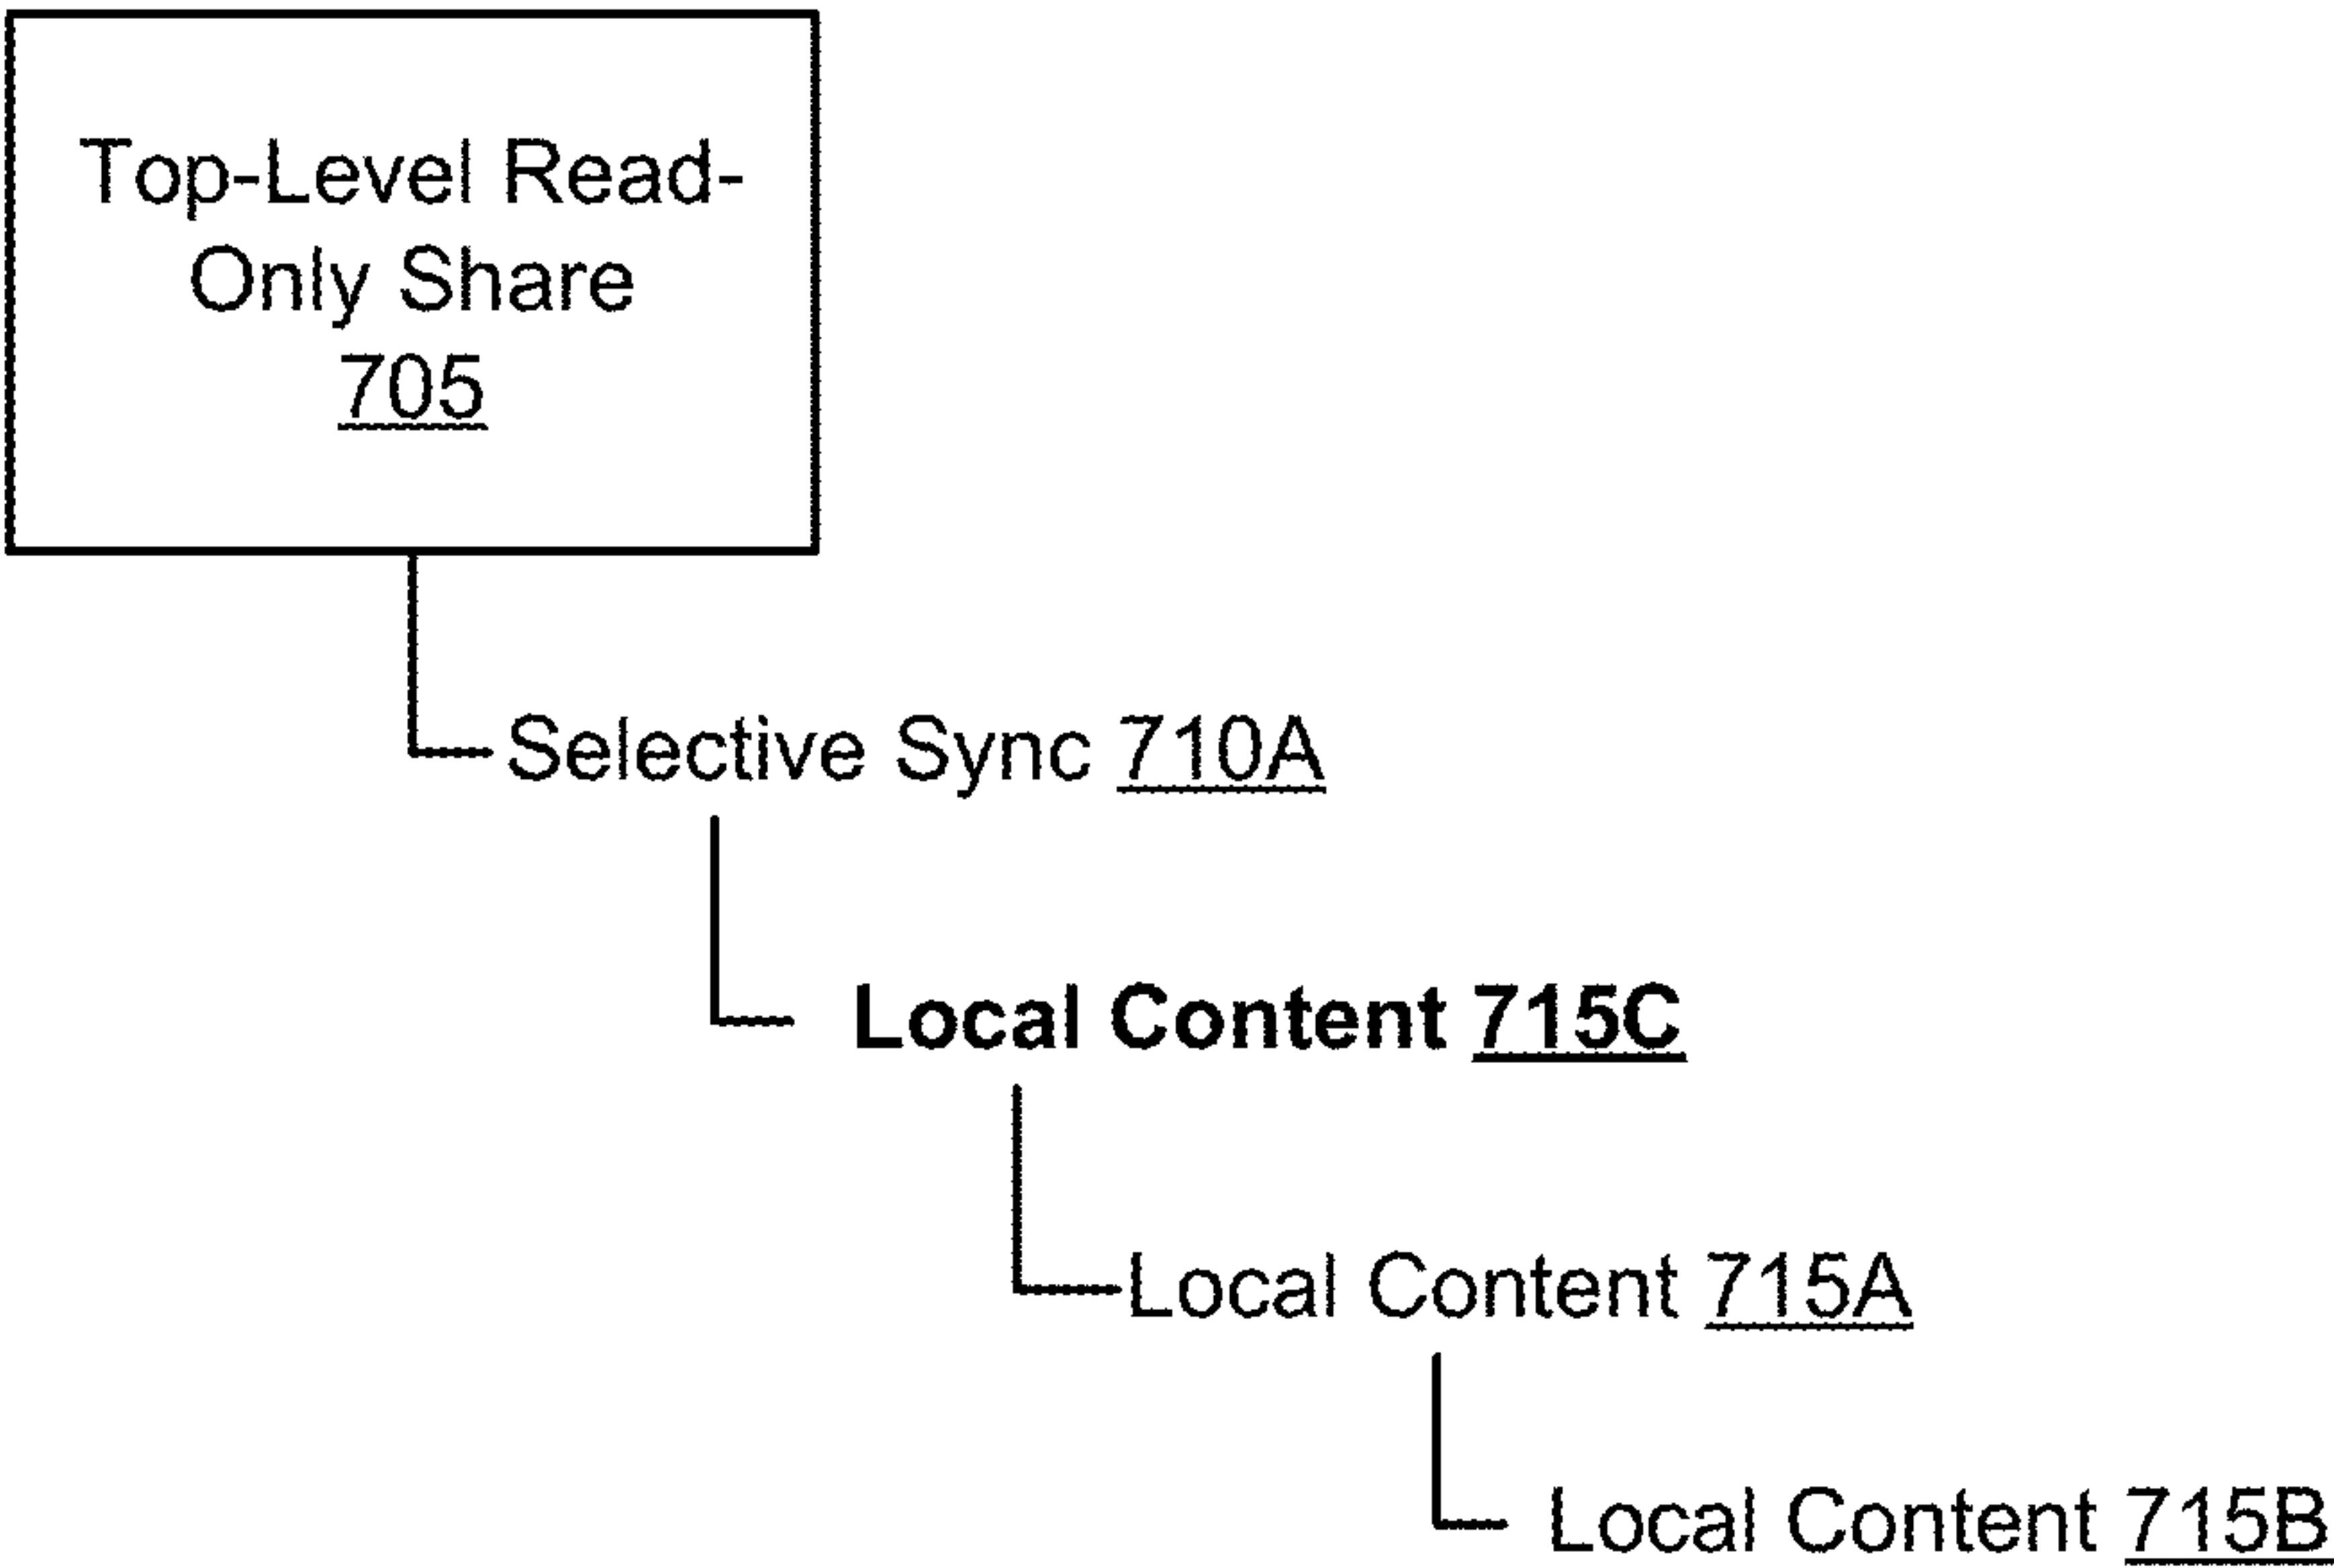 Top-Level Read-
Only Share
705
Selective Sync 710A
Local Content 715C
Local Content 715A
Local Content 715B